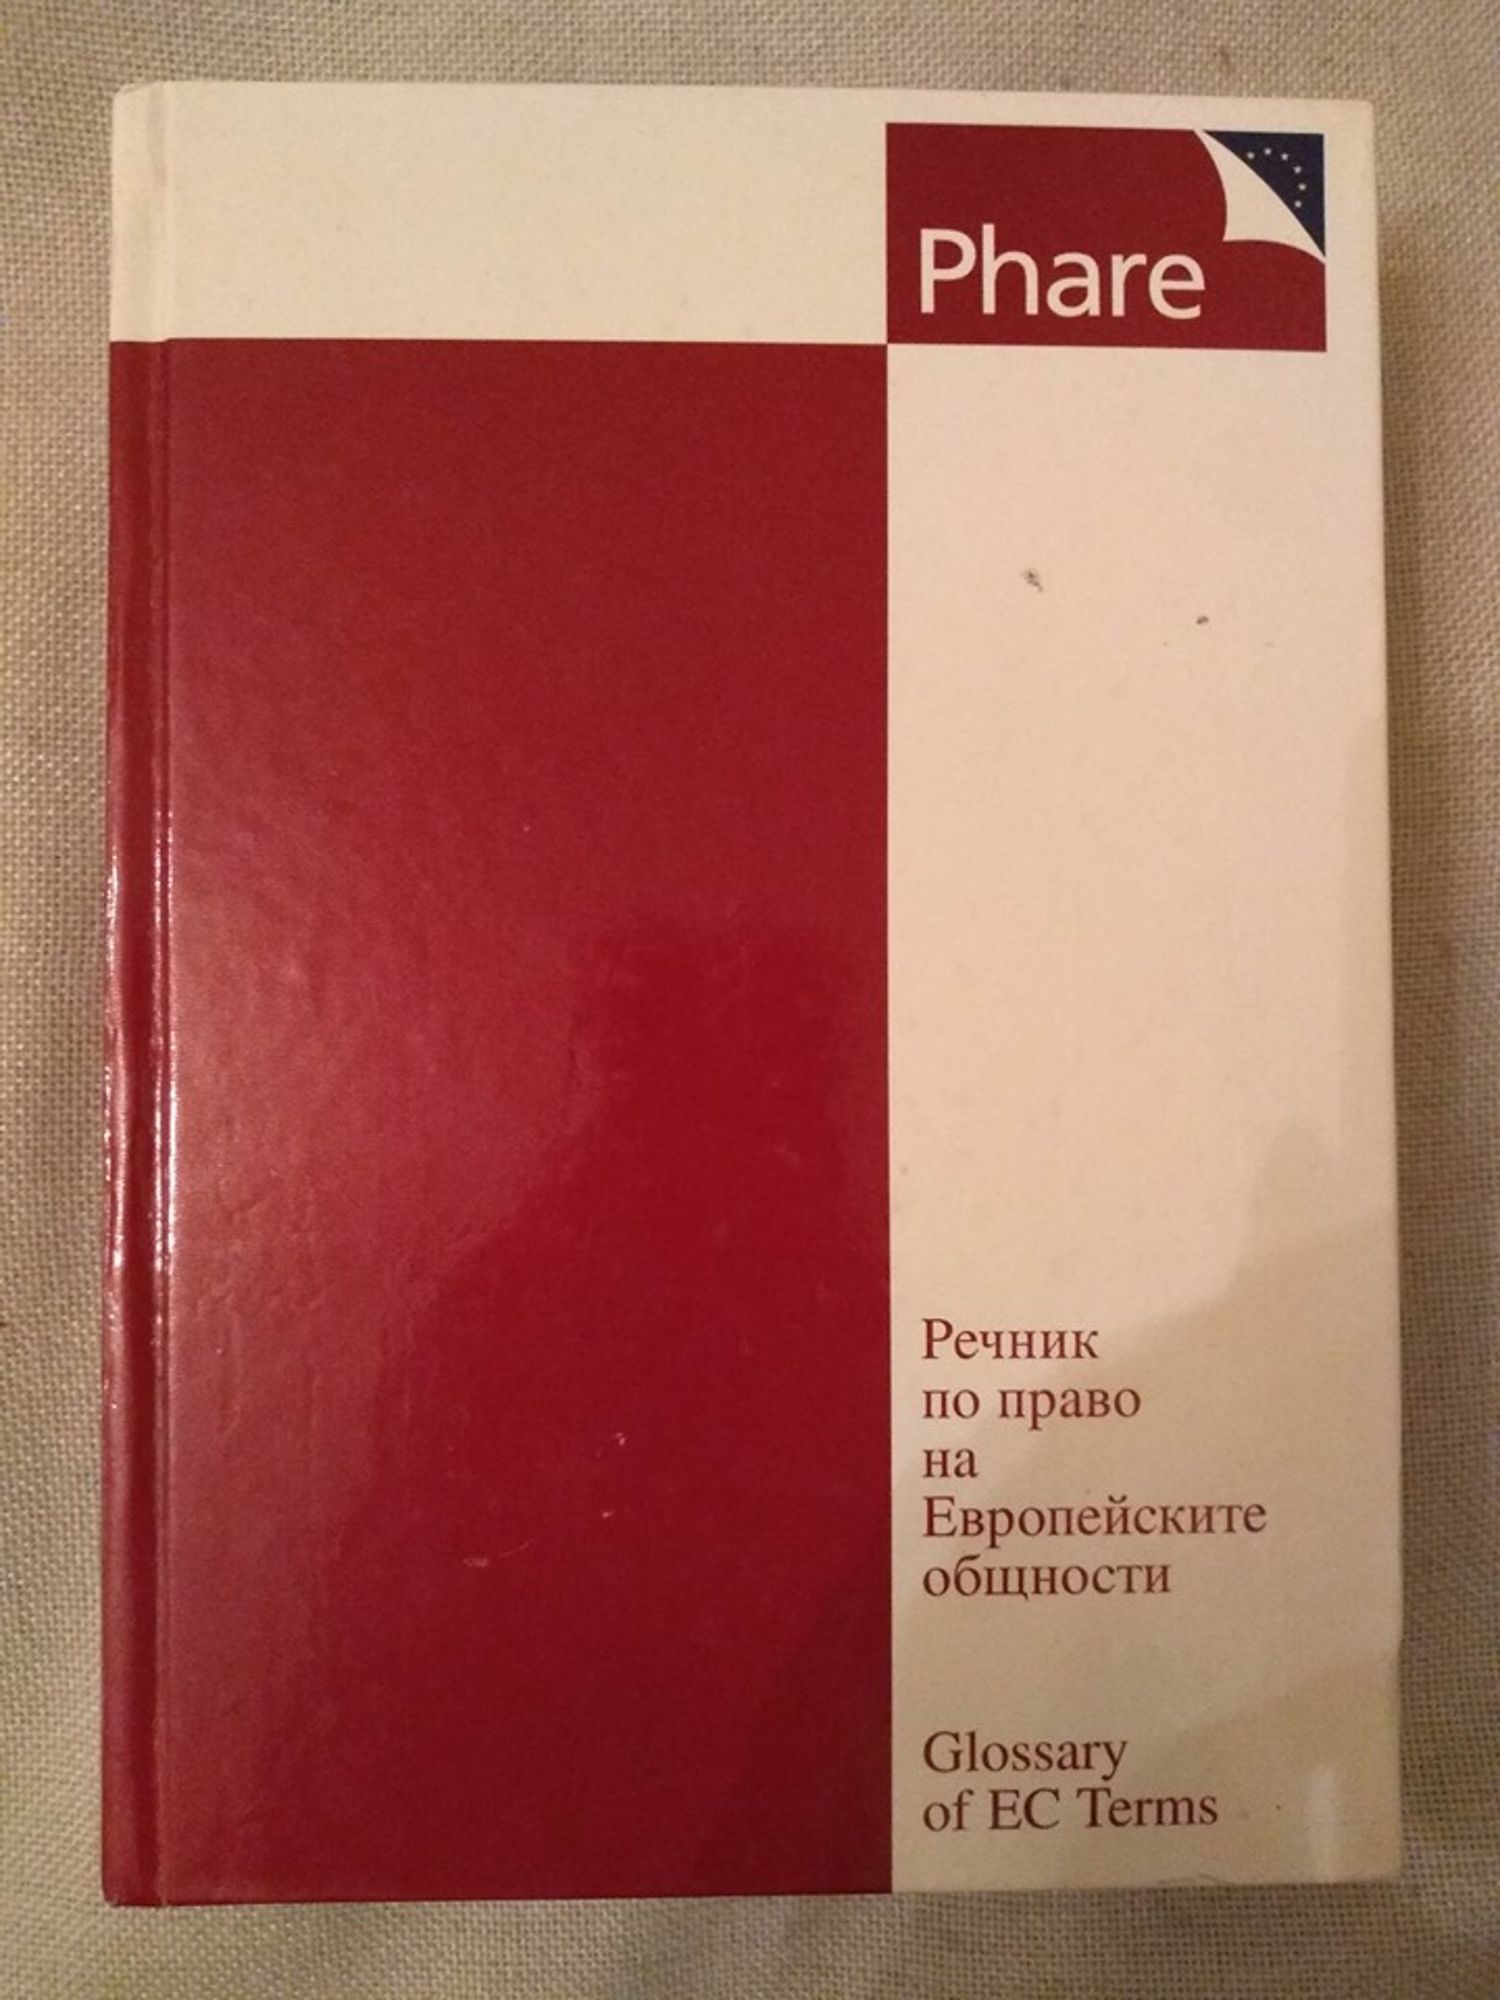 Phare
Речник
по право
на
Европейските
общности
Glossary
of EC Terms